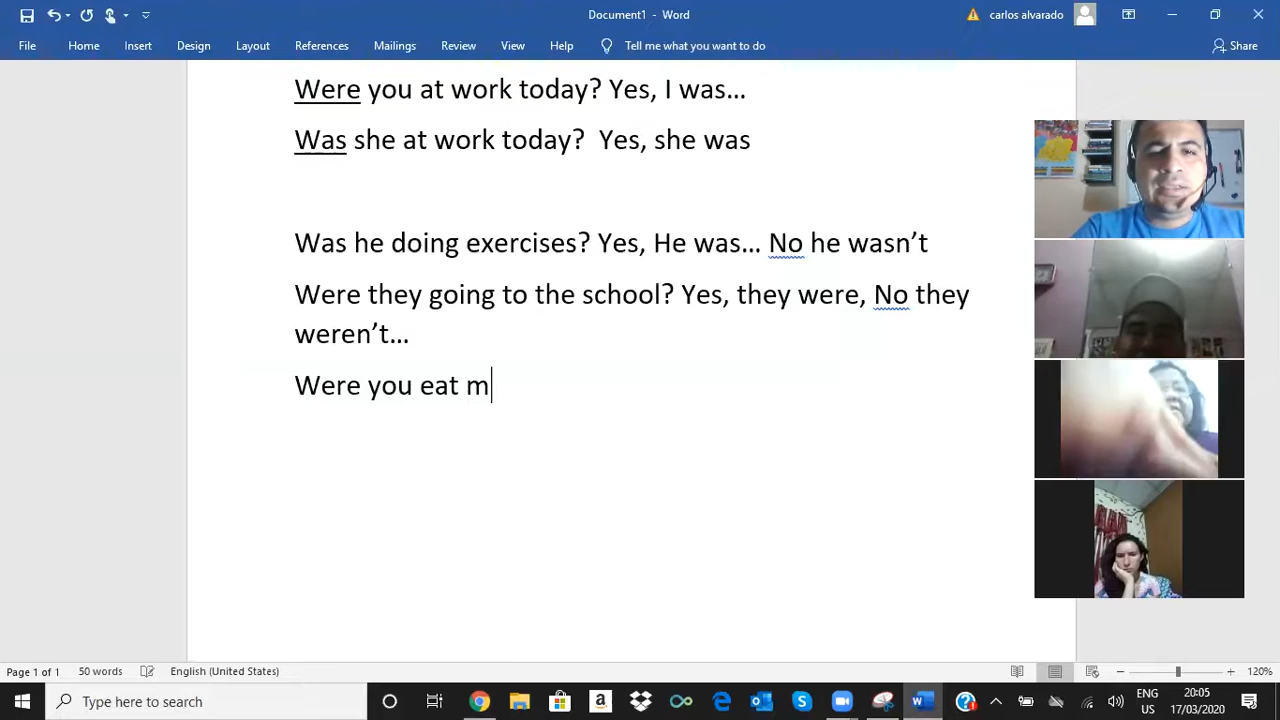 Document1 - Word
carlos alvarado
File Home Insert Design Layout References Mailings Review View Help Tell me what you want to do Share
Were you at work today? Yes, I was…
Was she at work today? Yes, she was
Was he doing exercises? Yes, He was… No he wasn’t
Were they going to the school? Yes, they were, No they
weren’t…
Were you eat m
Page 1 of 1 50 words English (United States) 120%
Type here to search
ENG
20:05
17/03/2020